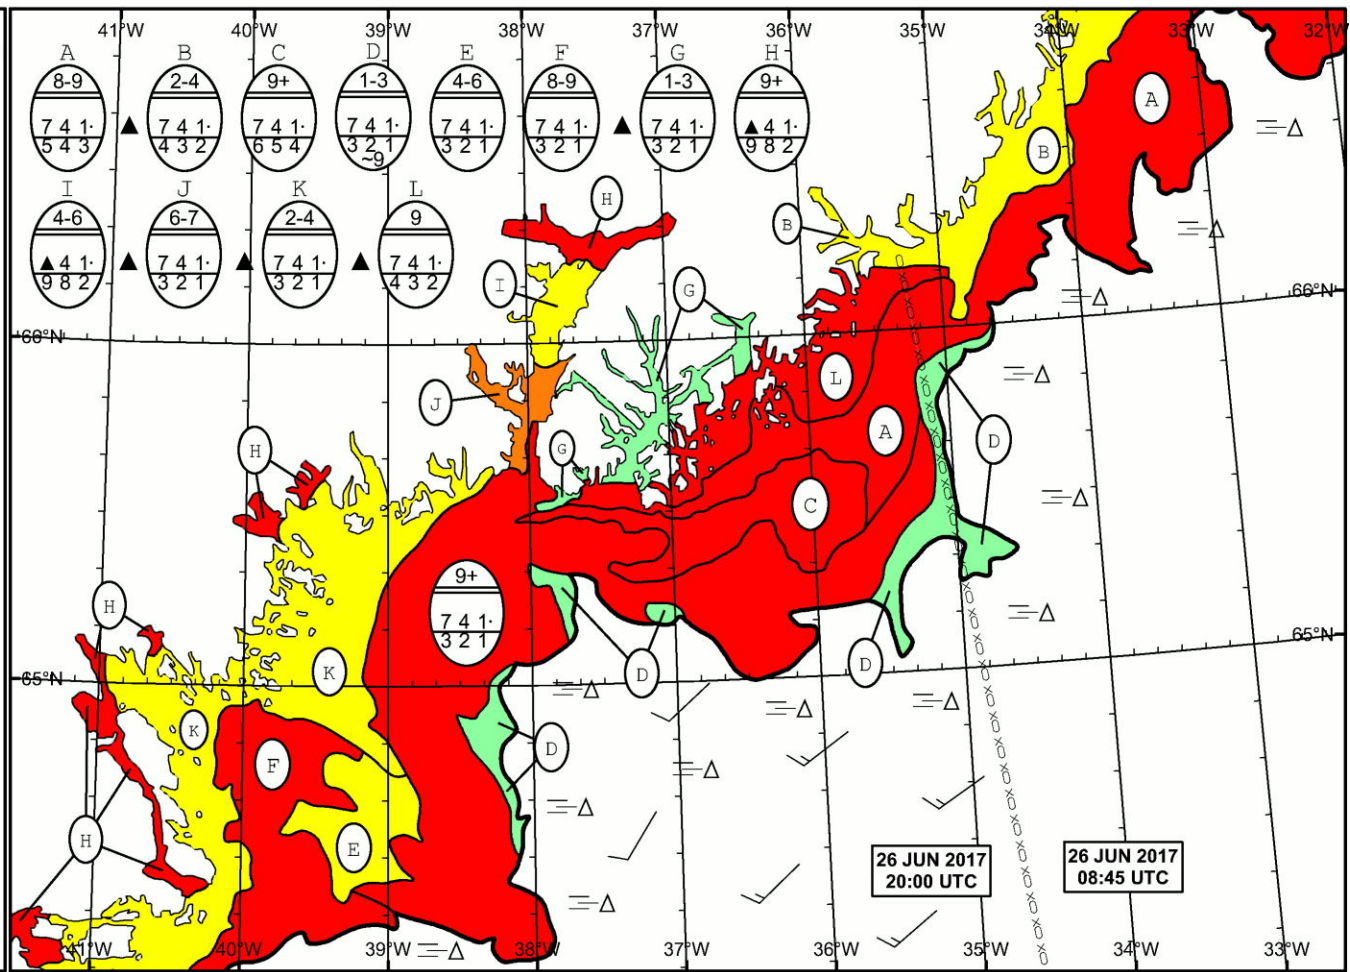 41°W 40°W 39°W 38°W 37°W 36°W 35°W 34°W 33°W 32°W
A B C D E F G H
8-9 2-4 9+ 1-3 4-6 8-9 1-3 9+
7 4 1· ▲ 7 4 1· 7 4 1· 7 4 1· 7 4 1· 7 4 1· ▲ 7 4 1· ▲ 4 1·
5 4 3 4 3 2 6 5 4 3 2 1 3 2 1 3 2 1 3 2 1 9 8 2
~9
I J K L
4-6 6-7 2-4 9
▲ 4 1· ▲ 7 4 1· ▲ 7 4 1· ▲ 7 4 1·
9 8 2 3 2 1 3 2 1 4 3 2
A
B
H
B
I
G
66°N 66°N
L
J
A
D
H
G
C
9+
7 4 1·
3 2 1
H
65°N 65°N
K
D
D
K
D
F
H
E
26 JUN 2017
20:00 UTC
26 JUN 2017
08:45 UTC
41°W 40°W 39°W 38°W 37°W 36°W 35°W 34°W 33°W